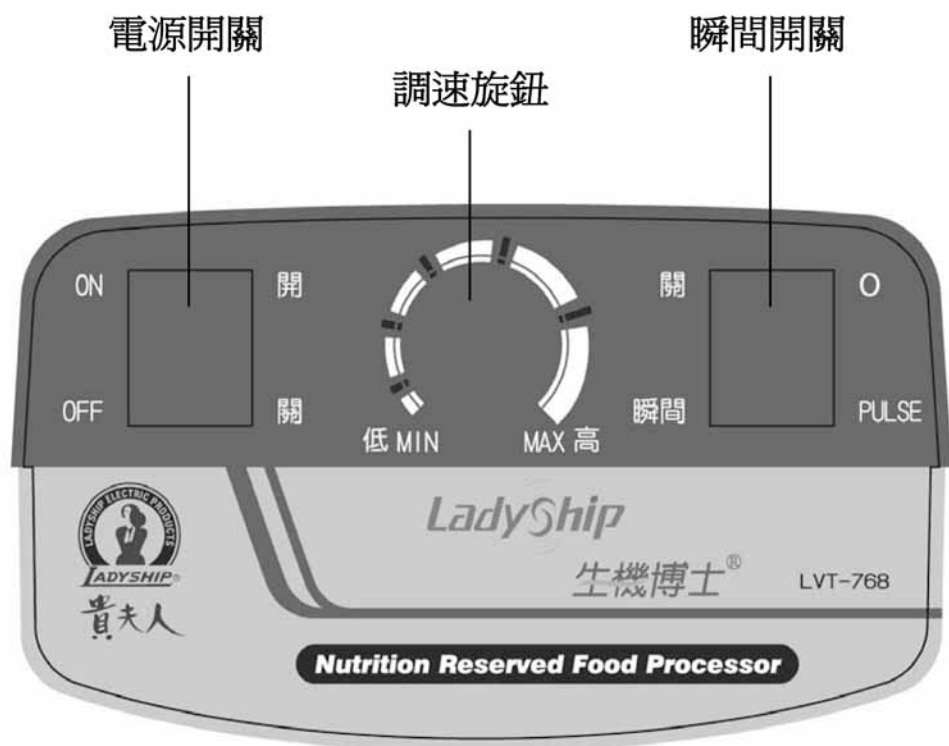 電源開關
瞬間開關
調速旋鈕
ON 開 關 O
OFF 關 瞬間 PULSE
低 MIN MAX 高
LADYSHIP ELECTRIC PRODUCTS
LADYSHIP®
貴夫人
LadyShip
生機博士®
LVT-768
Nutrition Reserved Food Processor